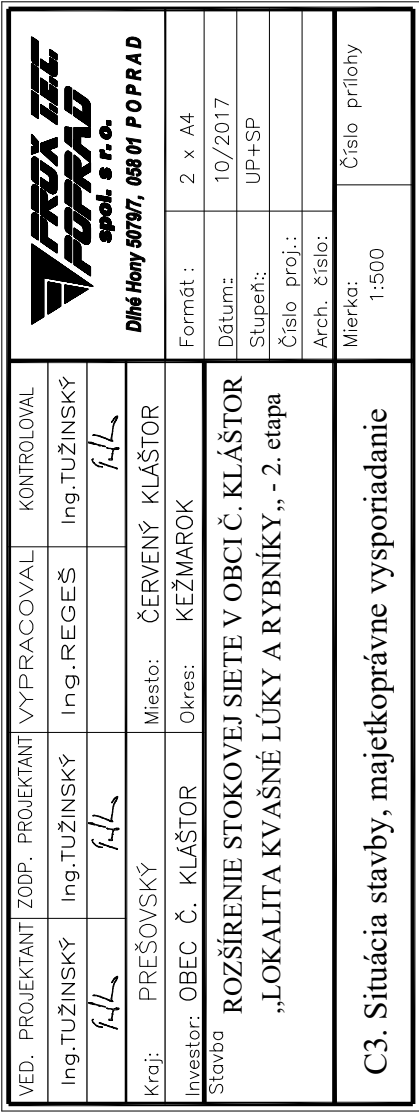 VED. PROJEKTANT ZODP. PROJEKTANT VYPRACOVAL KONTROLOVAL
Ing.TUŽINSKÝ Ing.TUŽINSKÝ Ing.REGEŠ Ing.TUŽINSKÝ
Kraj: PREŠOVSKÝ Miesto: ČERVENÝ KLÁŠTOR
Investor: OBEC Č. KLÁŠTOR Okres: KEŽMAROK
Stavba
ROZŠÍRENIE STOKOVEJ SIETE V OBCI Č. KLÁŠTOR
„LOKALITA KVAŠNÉ LÚKY A RYBNÍKY„ - 2. etapa
C3. Situácia stavby, majetkoprávne vysporiadanie
PROX T.E.C.
POPRAD
spol. s r.o.
Dlhé Hony 5079/7, 058 01 POPRAD
Formát : 2 x A4
Dátum:: 10/2017
Stupeň:: UP+SP
Číslo proj.:
Arch. číslo:
Mierka: Číslo prílohy
1:500